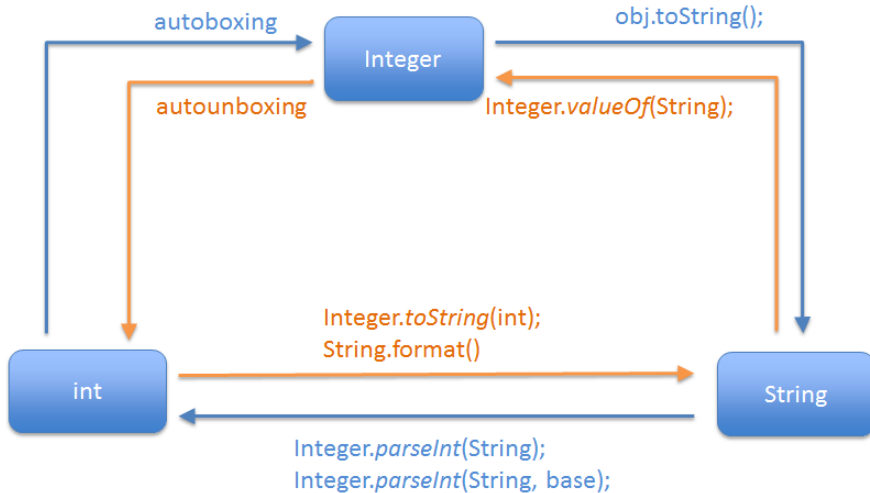 autoboxing
obj.toString();
Integer
autounboxing
Integer.valueOf(String);
Integer.toString(int);
String.format()
int
String
Integer.parseInt(String);
Integer.parseInt(String, base);